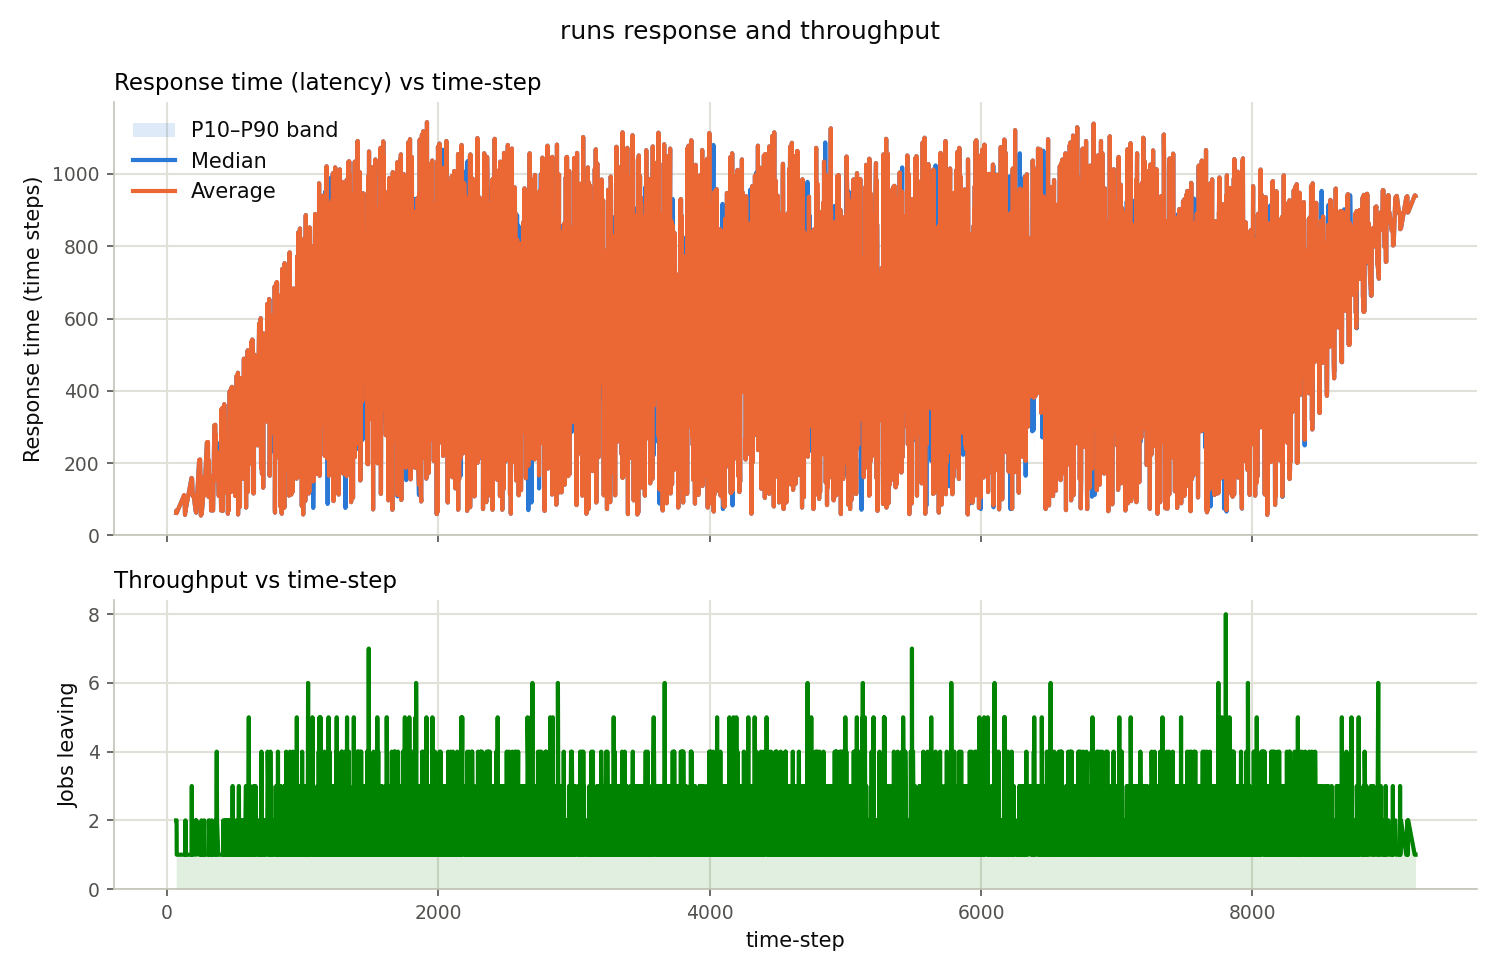 runs response and throughput
Response time (latency) vs time-step
P10–P90 band
Median
Average
Response time (time steps)
1000
800
600
400
200
0
Throughput vs time-step
Jobs leaving
8
6
4
2
0
0 2000 4000 6000 8000
time-step